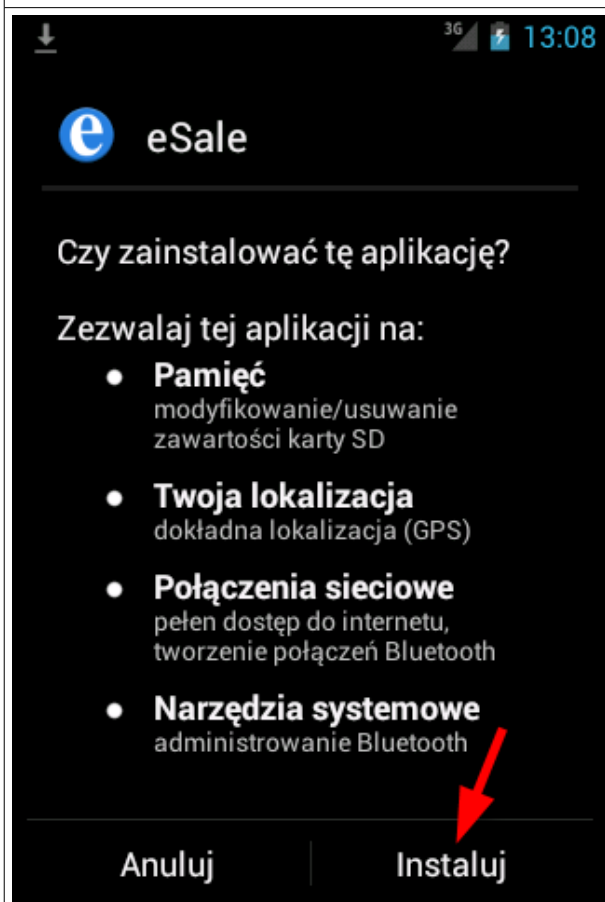 3G 13:08
e eSale
Czy zainstalować tę aplikację?
Zezwalaj tej aplikacji na:
Pamięć
modyfikowanie/usuwanie
zawartości karty SD
Twoja lokalizacja
dokładna lokalizacja (GPS)
Połączenia sieciowe
pełen dostęp do internetu,
tworzenie połączeń Bluetooth
Narzędzia systemowe
administrowanie Bluetooth
Anuluj Instaluj